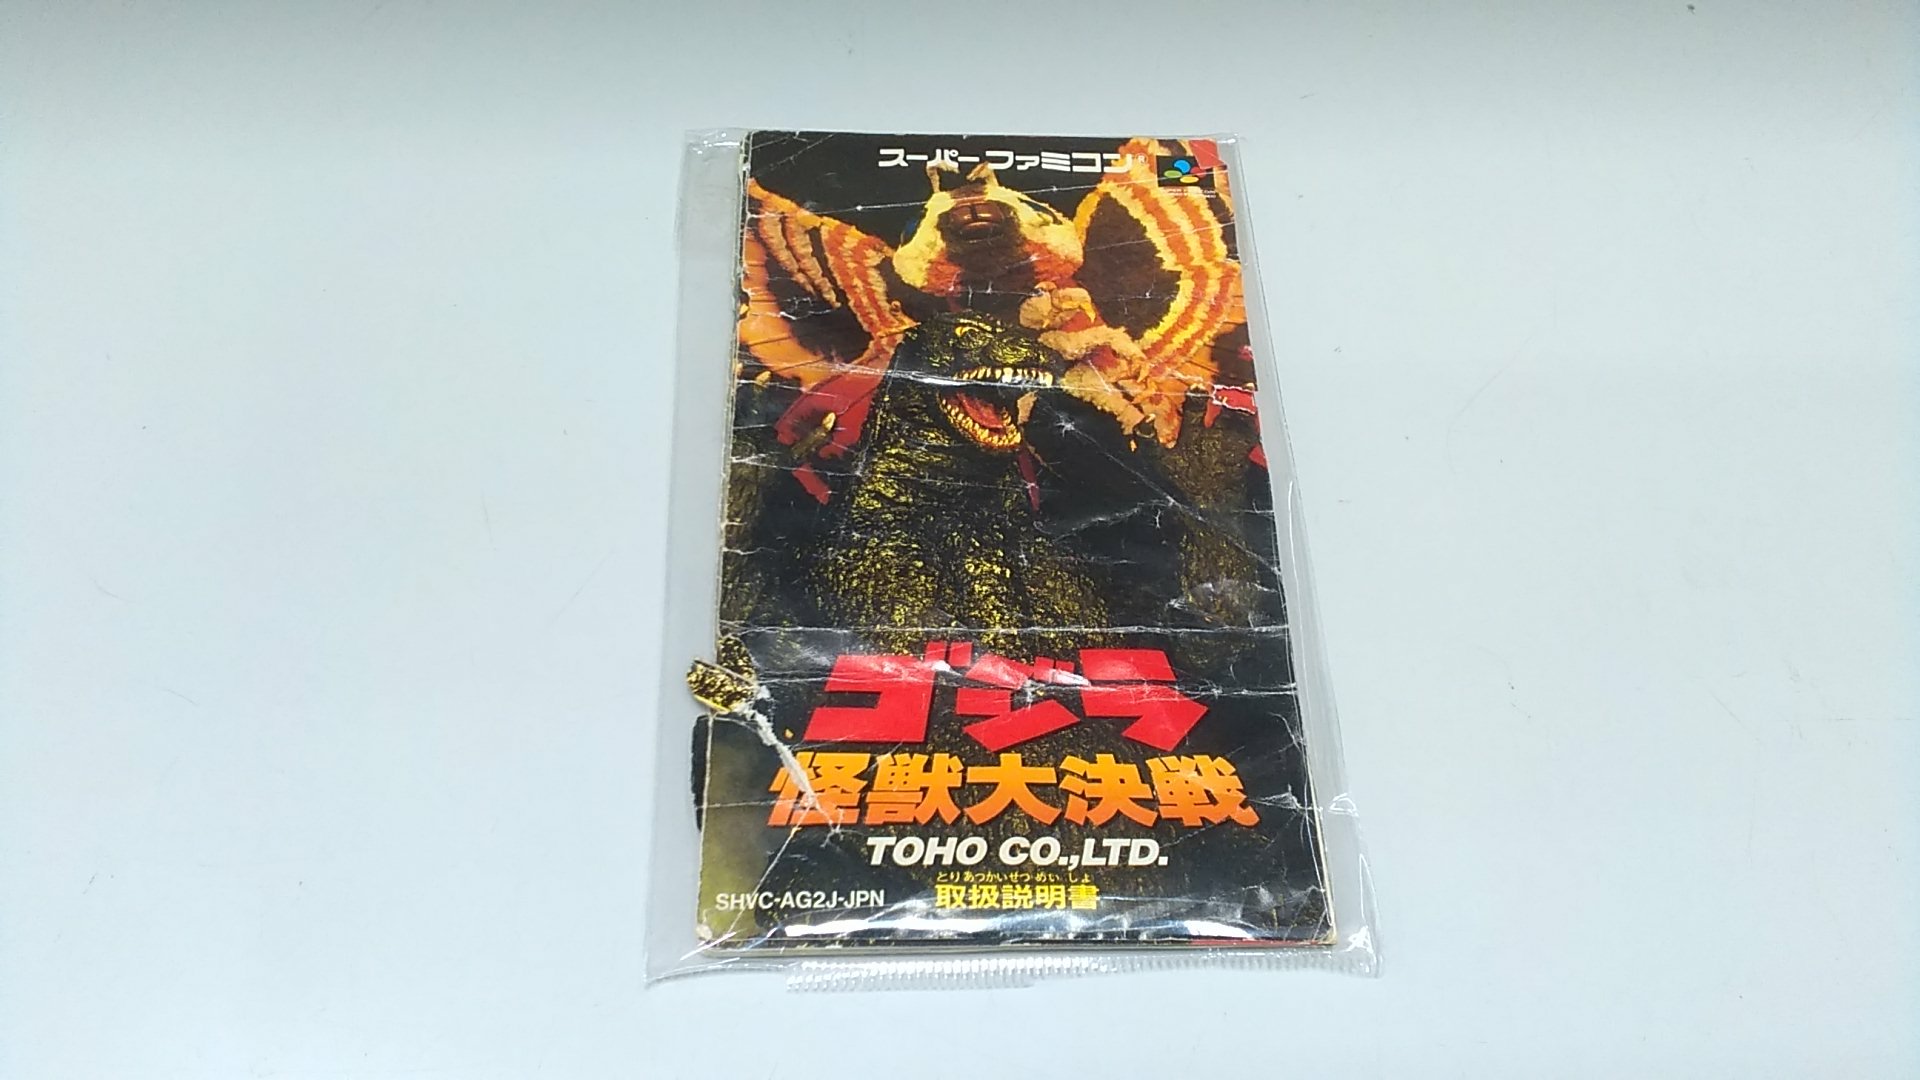 スーパーファミコン®
ゴジラ
怪獣大決戦
TOHO CO.,LTD.
とりあつかいせつめいしょ
SHVC-AG2J-JPN 取扱説明書